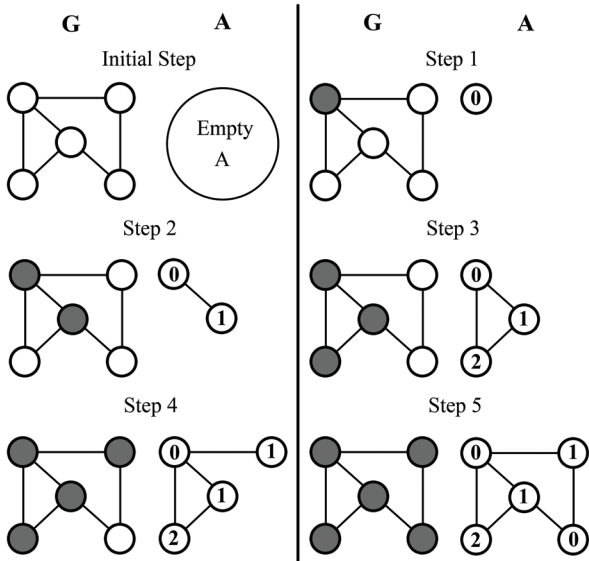 G A
Initial Step
Empty
A
Step 2
0
1
Step 4
0 1
1
2
G A
Step 1
0
Step 3
0
1
2
Step 5
0 1
1
2 0